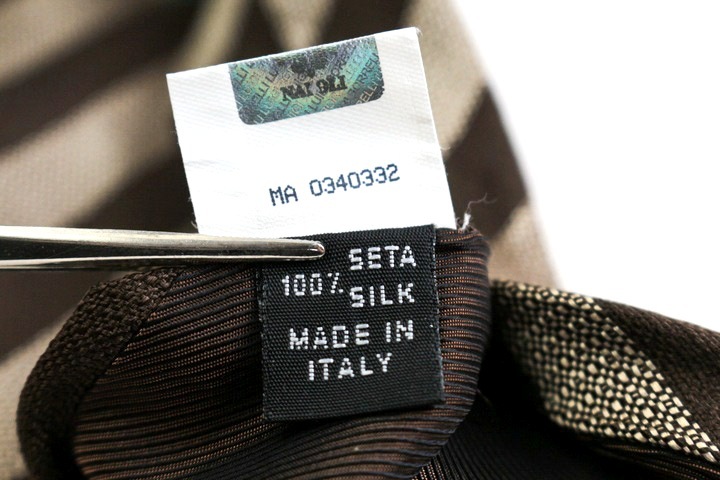 MA 0340332
SETA
100%
SILK
MADE IN
ITALY